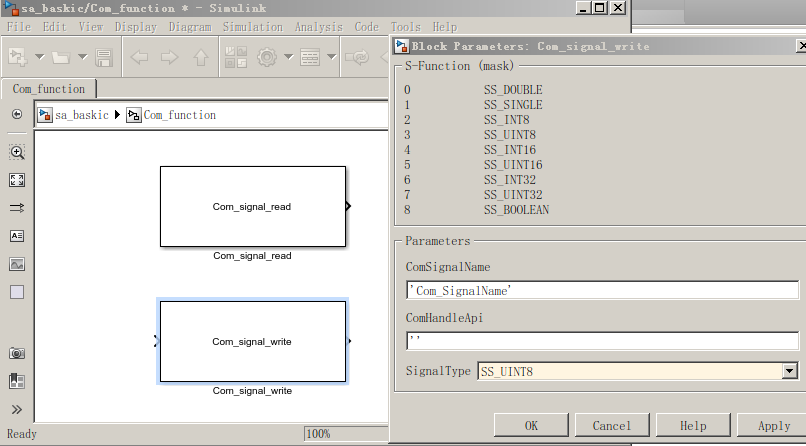 sa_baskic/Com_function * - Simulink
File Edit View Display Diagram Simulation Analysis Code Tools Help
Com_function
sa_baskic Com_function
Com_signal_read
Com_signal_read
Com_signal_write
Com_signal_write
Ready 100%
Block Parameters: Com_signal_write
S-Function (mask)
0 SS_DOUBLE
1 SS_SINGLE
2 SS_INT8
3 SS_UINT8
4 SS_INT16
5 SS_UINT16
6 SS_INT32
7 SS_UINT32
8 SS_BOOLEAN
Parameters
ComSignalName
'Com_SignalName'
ComHandleApi
''
SignalType SS_UINT8
OK Cancel Help Apply